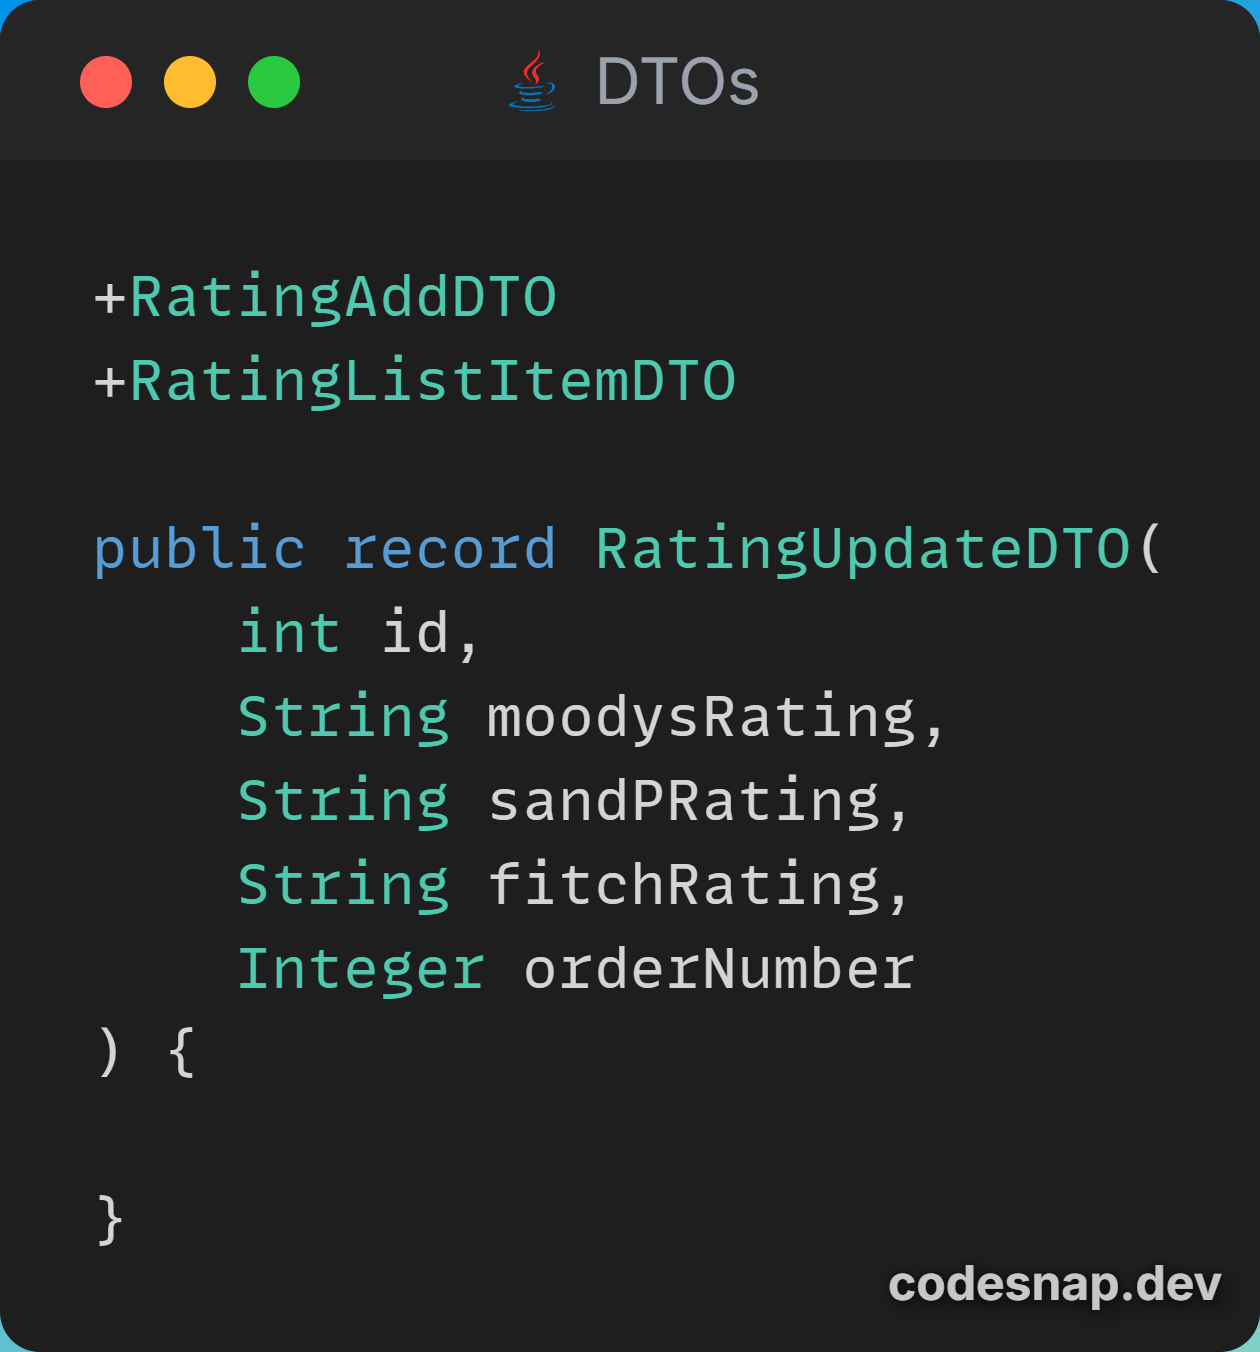 DTOs
+RatingAddDTO
+RatingListItemDTO
public record RatingUpdateDTO(
    int id,
    String moodysRating,
    String sandPRating,
    String fitchRating,
    Integer orderNumber
) {
}
codesnap.dev